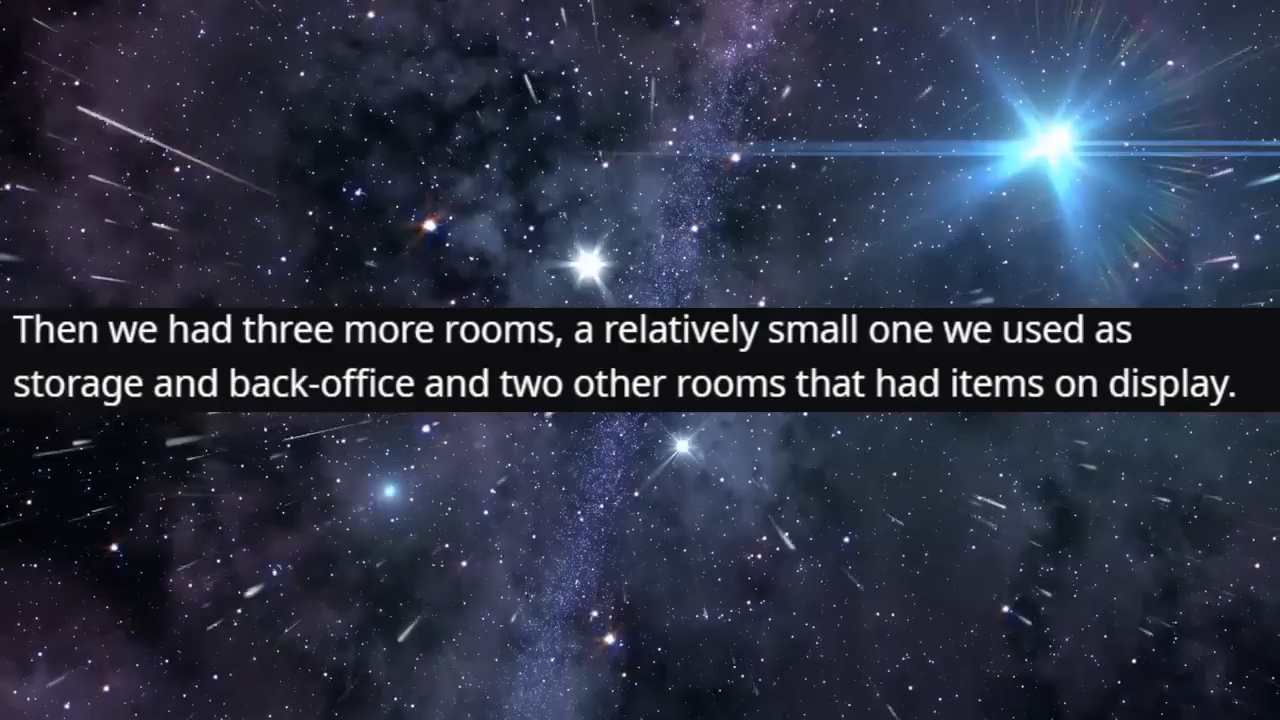 Then we had three more rooms, a relatively small one we used as
storage and back-office and two other rooms that had items on display.